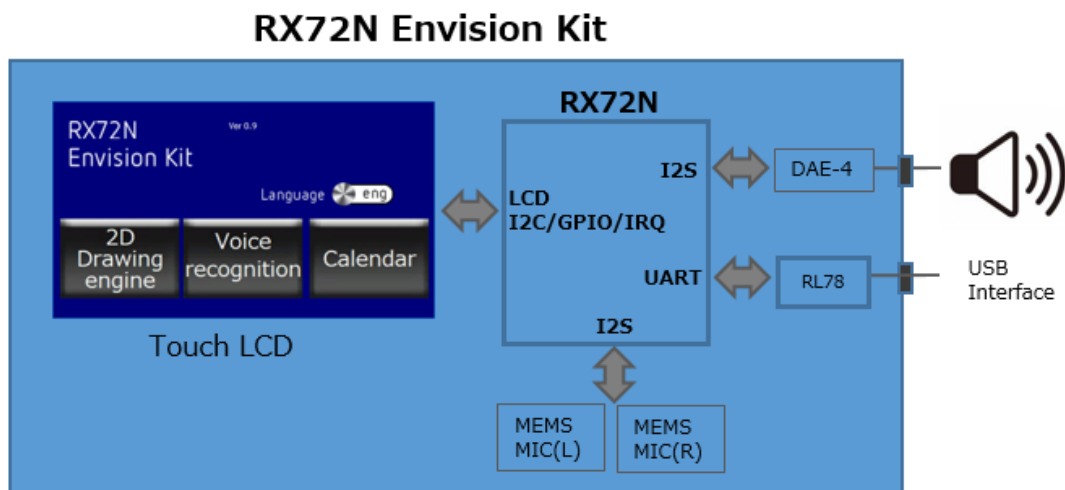 RX72N Envision Kit
RX72N
Ver 0.9
Envision Kit
Language
eng
2D
Drawing
engine
Voice
recognition
Calendar
Touch LCD
RX72N
I2S
LCD
I2C/GPIO/IRQ
UART
I2S
DAE-4
RL78
USB
Interface
MEMS
MIC(L)
MEMS
MIC(R)